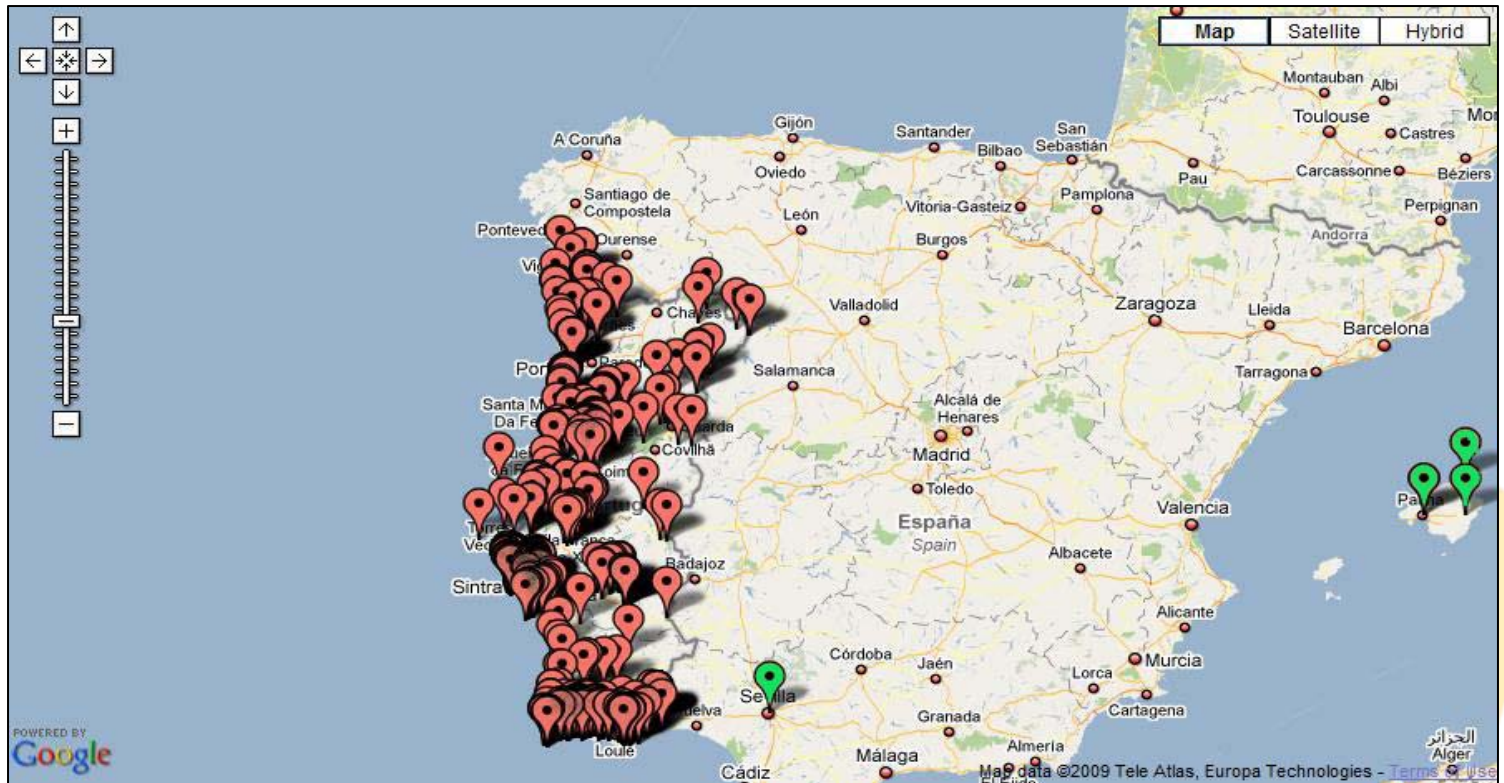 Map
Satellite
Hybrid
Montauban
Albi
Toulouse
Castres
Gijón
Santander
San
Sebastián
A Coruña
Bilbao
Oviedo
Pau
Carcassonne
Béziers
Santiago de
Compostela
Vitoria-Gasteiz
Pamplona
Perpignan
León
Andorra
Ourense
Burgos
Chaves
Valladolid
Zaragoza
Lleida
Barcelona
Salamanca
Tarragona
Santa M
Da Fe
Alcalá de
Henares
Madrid
Covilhã
Toledo
Valencia
España
Spain
Albacete
Badajoz
Sintra
Alicante
Córdoba
Jaén
Murcia
Lorca
Cartagena
Granada
Loulé
Almería
Málaga
Cádiz
الجزائر
Alger
POWERED BY
Google
Map data ©2009 Tele Atlas, Europa Technologies - Terms of Use